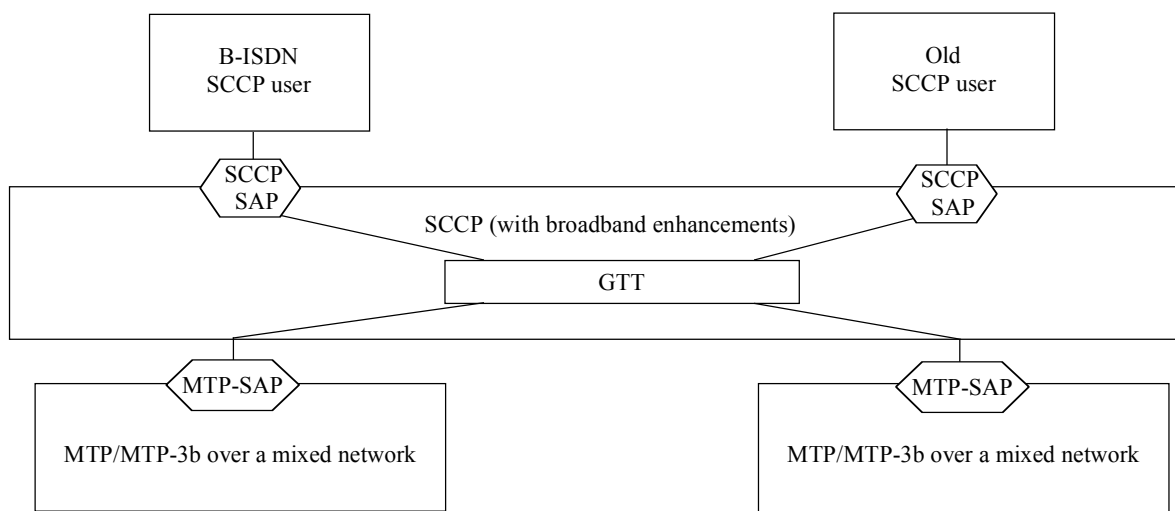 B-ISDN
SCCP user
Old
SCCP user
SCCP
SAP
SCCP
SAP
SCCP (with broadband enhancements)
GTT
MTP-SAP
MTP-SAP
MTP/MTP-3b over a mixed network
MTP/MTP-3b over a mixed network